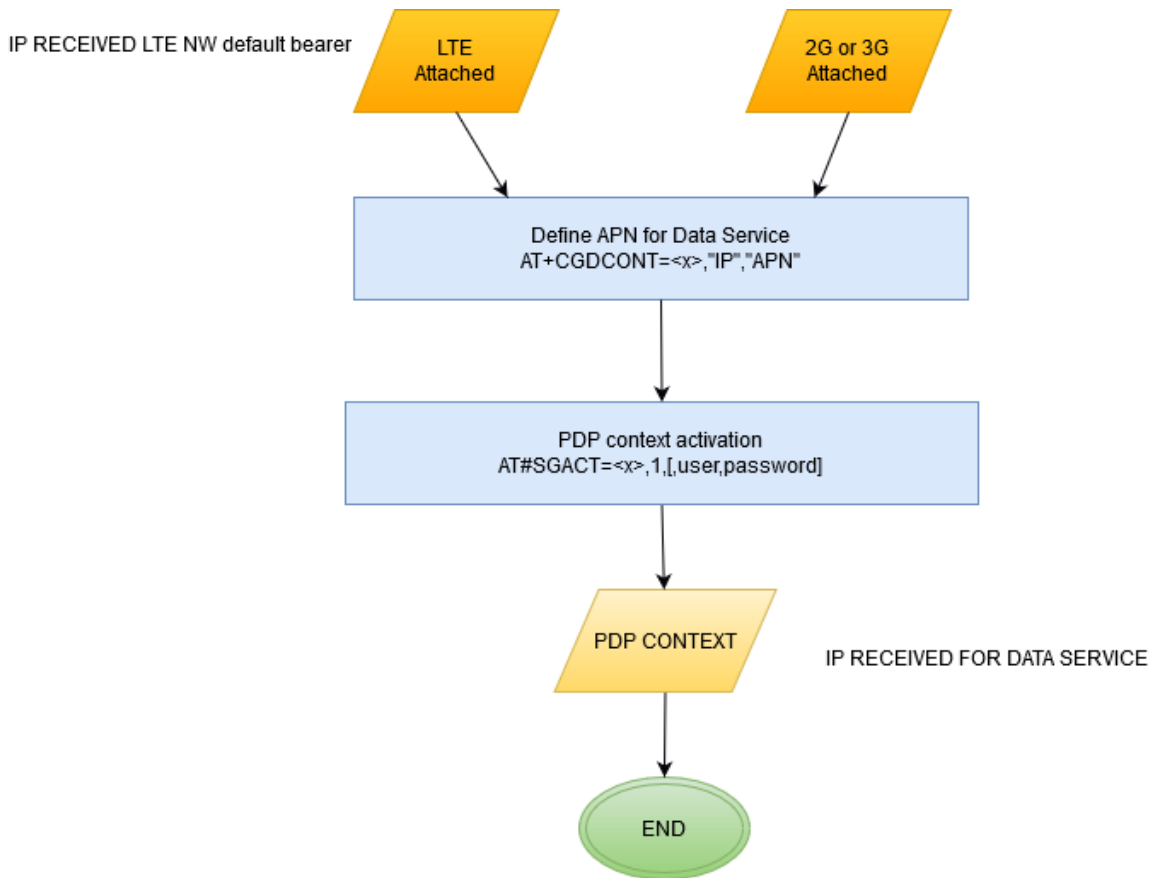 IP RECEIVED LTE NW default bearer
LTE
Attached
2G or 3G
Attached
Define APN for Data Service
AT+CGDCONT=<x>,"IP","APN"
PDP context activation
AT#SGACT=<x>,1,[,user,password]
PDP CONTEXT
IP RECEIVED FOR DATA SERVICE
END